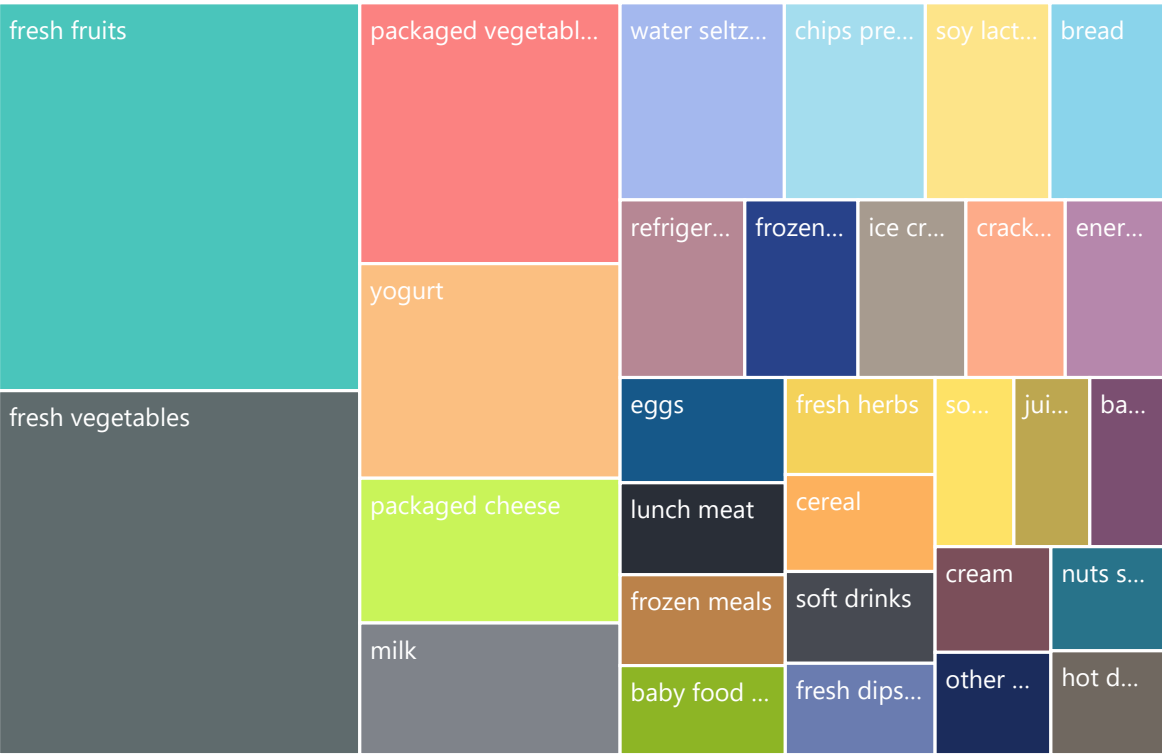 fresh fruits
packaged vegetabl...
water seltz...
chips pre...
soy lact...
bread
refriger...
frozen...
ice cr...
crack...
ener...
yogurt
eggs
fresh herbs
so...
jui...
ba...
fresh vegetables
packaged cheese
lunch meat
cereal
cream
nuts s...
frozen meals
soft drinks
milk
baby food ...
fresh dips...
other ...
hot d...